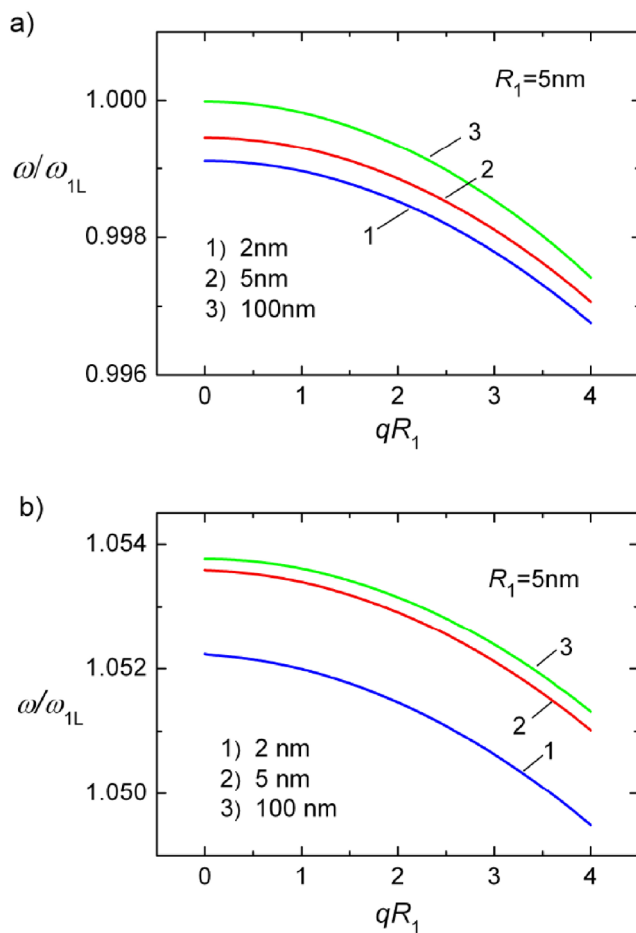 a)
R₁=5nm
1.000
0.998
0.996
ω/ω₁L
3
2
1
1) 2nm
2) 5nm
3) 100nm
0 1 2 3 4
qR₁
b)
R₁=5nm
1.054
1.052
1.050
ω/ω₁L
3
2
1
1) 2 nm
2) 5 nm
3) 100 nm
0 1 2 3 4
qR₁